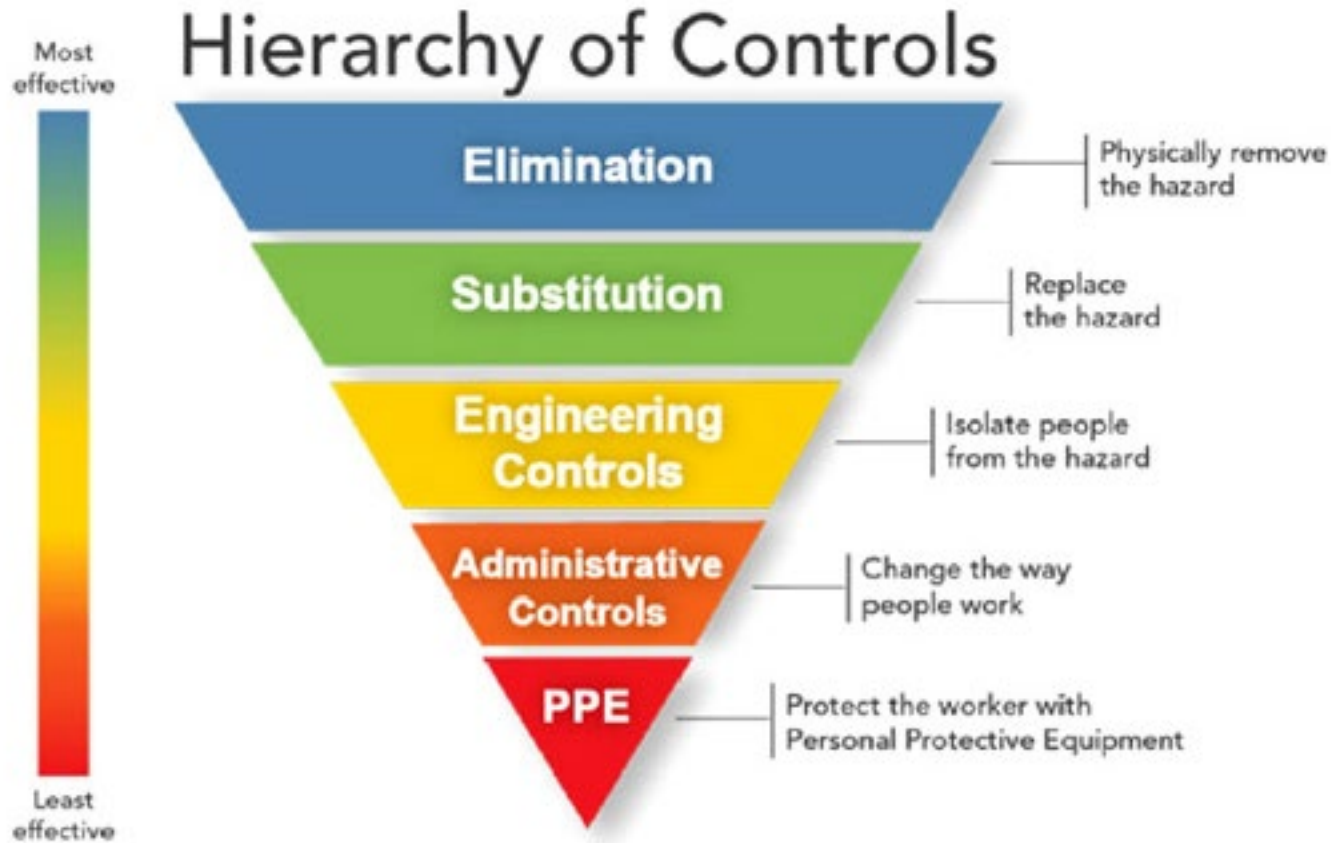 Hierarchy of Controls
Most
effective
Elimination
Physically remove
the hazard
Substitution
Replace
the hazard
Engineering
Controls
Isolate people
from the hazard
Administrative
Controls
Change the way
people work
PPE
Protect the worker with
Personal Protective Equipment
Least
effective